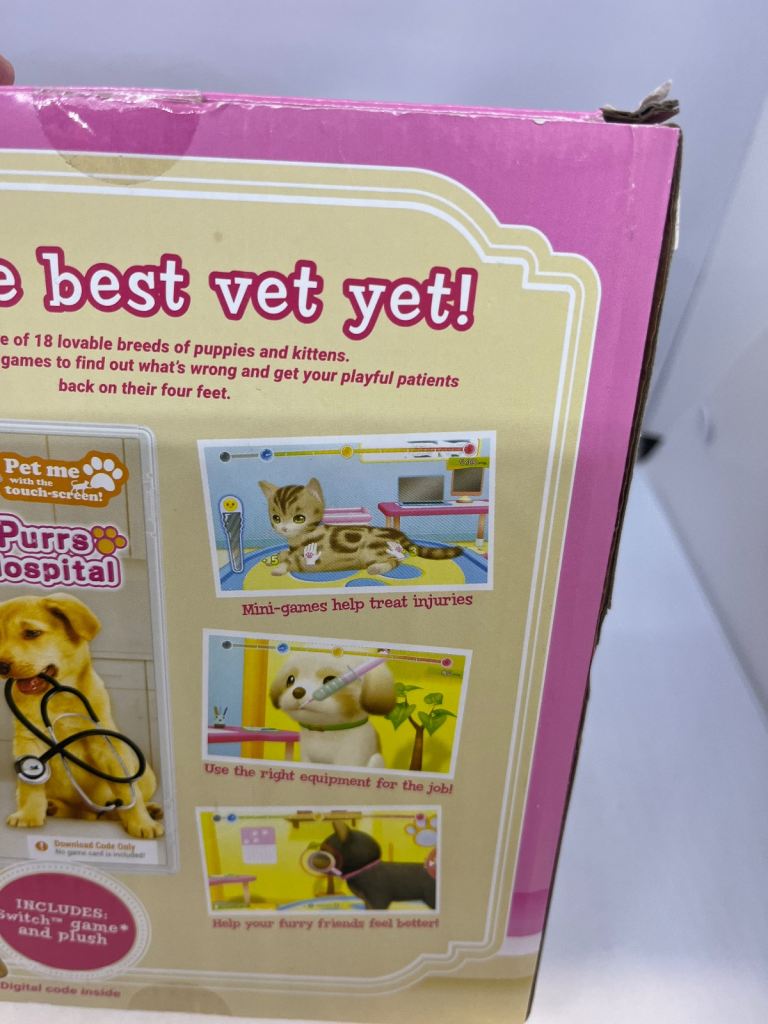 e best vet yet!
e of 18 lovable breeds of puppies and kittens.
games to find out what's wrong and get your playful patients
back on their four feet.
Pet me
with the
touch-screen!
Purrs
ospital
Mini-games help treat injuries
Use the right equipment for the job!
Download Code Only
No game card is included!
Help your furry friends feel better!
INCLUDES:
Switch™ game*
and plush
Digital code inside